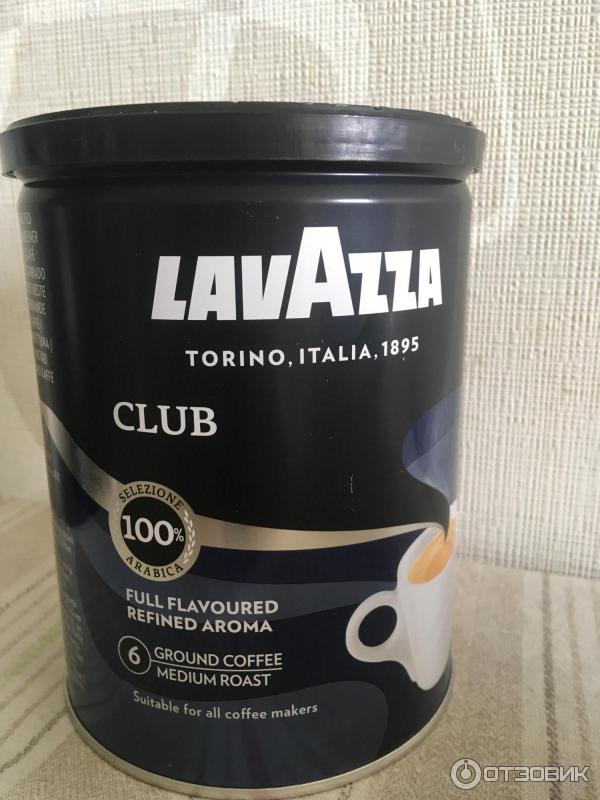 LAVAZZA
TORINO, ITALIA, 1895
CLUB
SELEZIONE
100%
ARABICA
FULL FLAVOURED
REFINED AROMA
6
GROUND COFFEE
MEDIUM ROAST
Suitable for all coffee makers
ОТЗОВИК